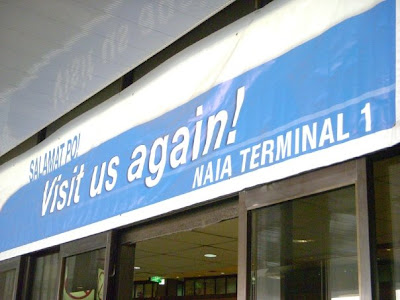 SALAMAT PO!
Visit us again!
NAIA TERMINAL 1